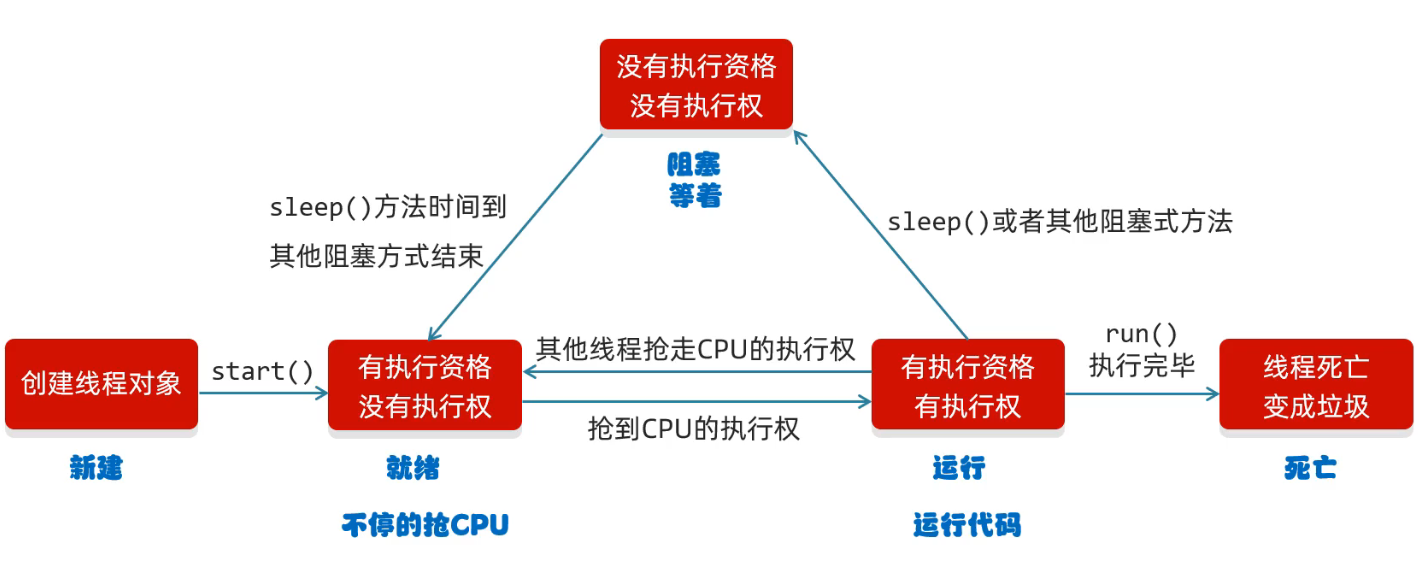 没有执行资格
没有执行权
阻塞
等着
sleep()方法时间到
其他阻塞方式结束
sleep()或者其他阻塞式方法
创建线程对象
新建
start()
有执行资格
没有执行权
就绪
不停的抢CPU
其他线程抢走CPU的执行权
抢到CPU的执行权
有执行资格
有执行权
运行
运行代码
run()
执行完毕
线程死亡
变成垃圾
死亡